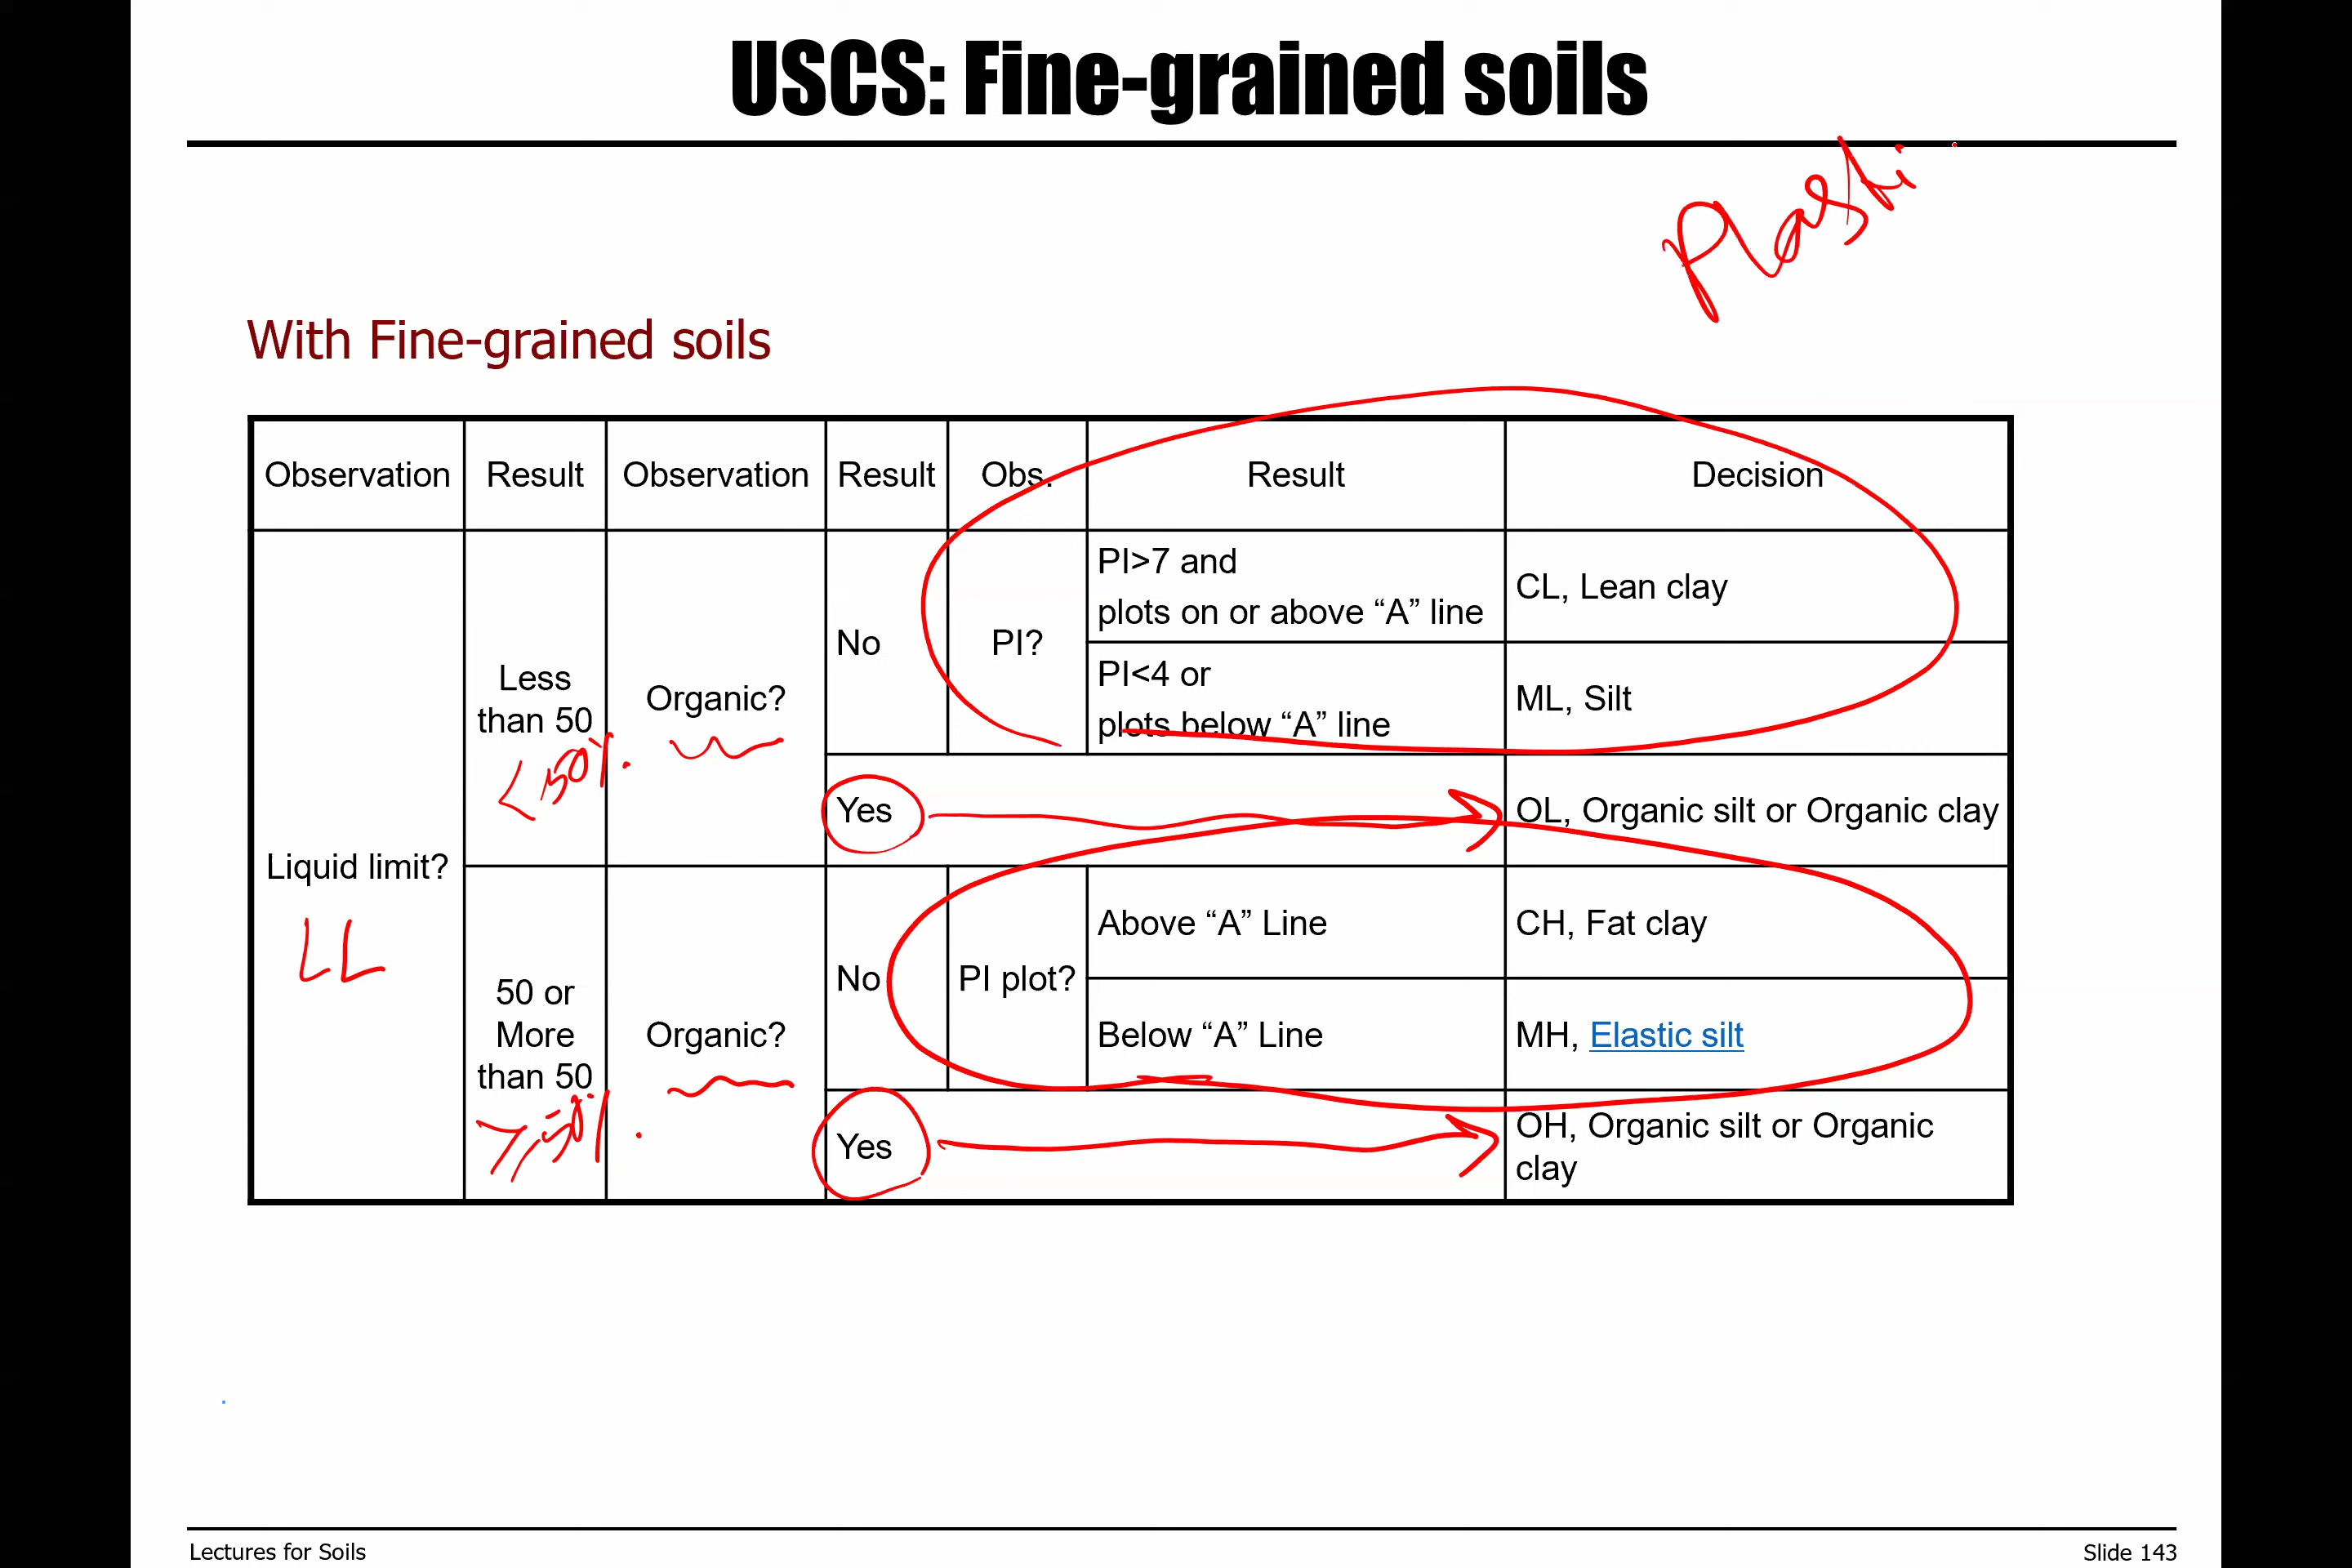 USCS: Fine-grained soils
Plasti
With Fine-grained soils
Observation Result Observation Result Obs. Result Decision
Liquid limit?
LL
Less
than 50
<50%.
Organic?
No
PI?
PI>7 and
plots on or above “A” line
CL, Lean clay
PI<4 or
plots below “A” line
ML, Silt
Yes
OL, Organic silt or Organic clay
50 or
More
than 50
Organic?
No
PI plot?
Above “A” Line
CH, Fat clay
Below “A” Line
MH, Elastic silt
Yes
OH, Organic silt or Organic
clay
Lectures for Soils
Slide 143